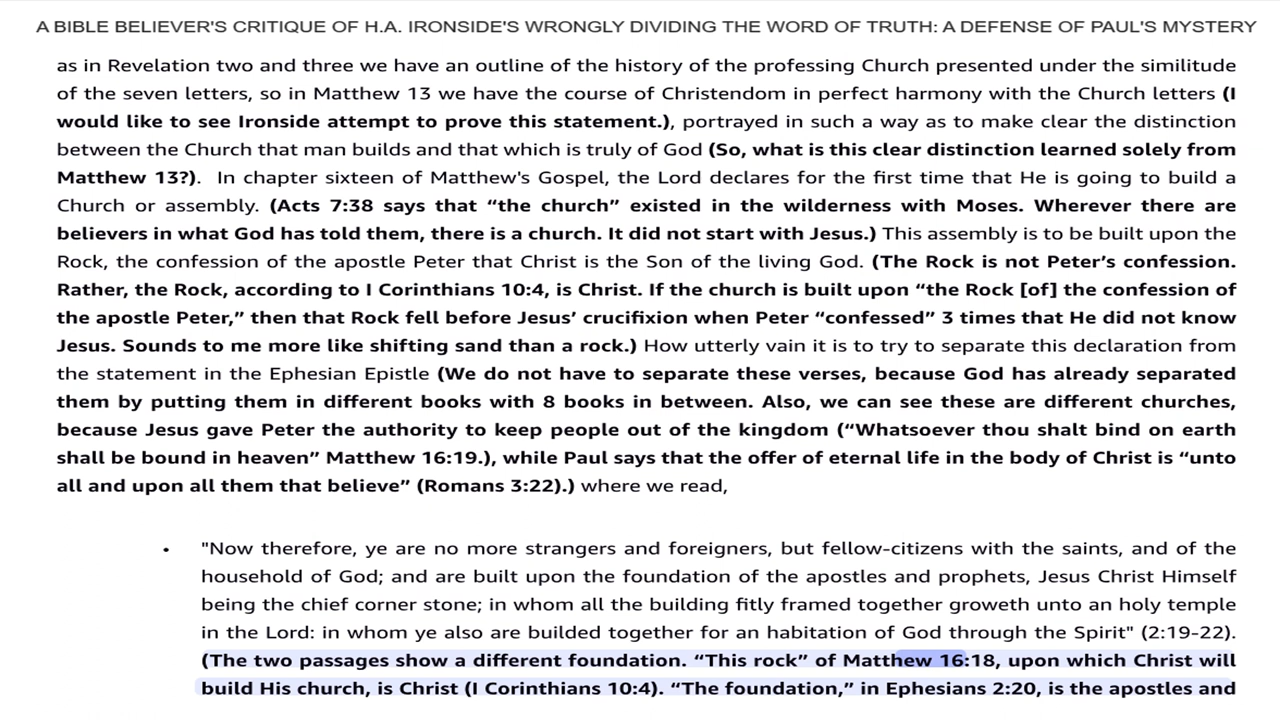 A BIBLE BELIEVER'S CRITIQUE OF H.A. IRONSIDE'S WRONGLY DIVIDING THE WORD OF TRUTH: A DEFENSE OF PAUL'S MYSTERY
as in Revelation two and three we have an outline of the history of the professing Church presented under the similitude
of the seven letters, so in Matthew 13 we have the course of Christendom in perfect harmony with the Church letters (I
would like to see Ironside attempt to prove this statement.), portrayed in such a way as to make clear the distinction
between the Church that man builds and that which is truly of God (So, what is this clear distinction learned solely from
Matthew 13?). In chapter sixteen of Matthew's Gospel, the Lord declares for the first time that He is going to build a
Church or assembly. (Acts 7:38 says that “the church” existed in the wilderness with Moses. Wherever there are
believers in what God has told them, there is a church. It did not start with Jesus.) This assembly is to be built upon the
Rock, the confession of the apostle Peter that Christ is the Son of the living God. (The Rock is not Peter’s confession.
Rather, the Rock, according to I Corinthians 10:4, is Christ. If the church is built upon “the Rock [of] the confession of
the apostle Peter,” then that Rock fell before Jesus’ crucifixion when Peter “confessed” 3 times that He did not know
Jesus. Sounds to me more like shifting sand than a rock.) How utterly vain it is to try to separate this declaration from
the statement in the Ephesian Epistle (We do not have to separate these verses, because God has already separated
them by putting them in different books with 8 books in between. Also, we can see these are different churches,
because Jesus gave Peter the authority to keep people out of the kingdom (“Whatsoever thou shalt bind on earth
shall be bound in heaven” Matthew 16:19.), while Paul says that the offer of eternal life in the body of Christ is “unto
all and upon all them that believe” (Romans 3:22).) where we read,
• "Now therefore, ye are no more strangers and foreigners, but fellow-citizens with the saints, and of the
household of God; and are built upon the foundation of the apostles and prophets, Jesus Christ Himself
being the chief corner stone; in whom all the building fitly framed together groweth unto an holy temple
in the Lord: in whom ye also are builded together for an habitation of God through the Spirit" (2:19-22).
(The two passages show a different foundation. “This rock” of Matthew 16:18, upon which Christ will
build His church, is Christ (I Corinthians 10:4). “The foundation,” in Ephesians 2:20, is the apostles and